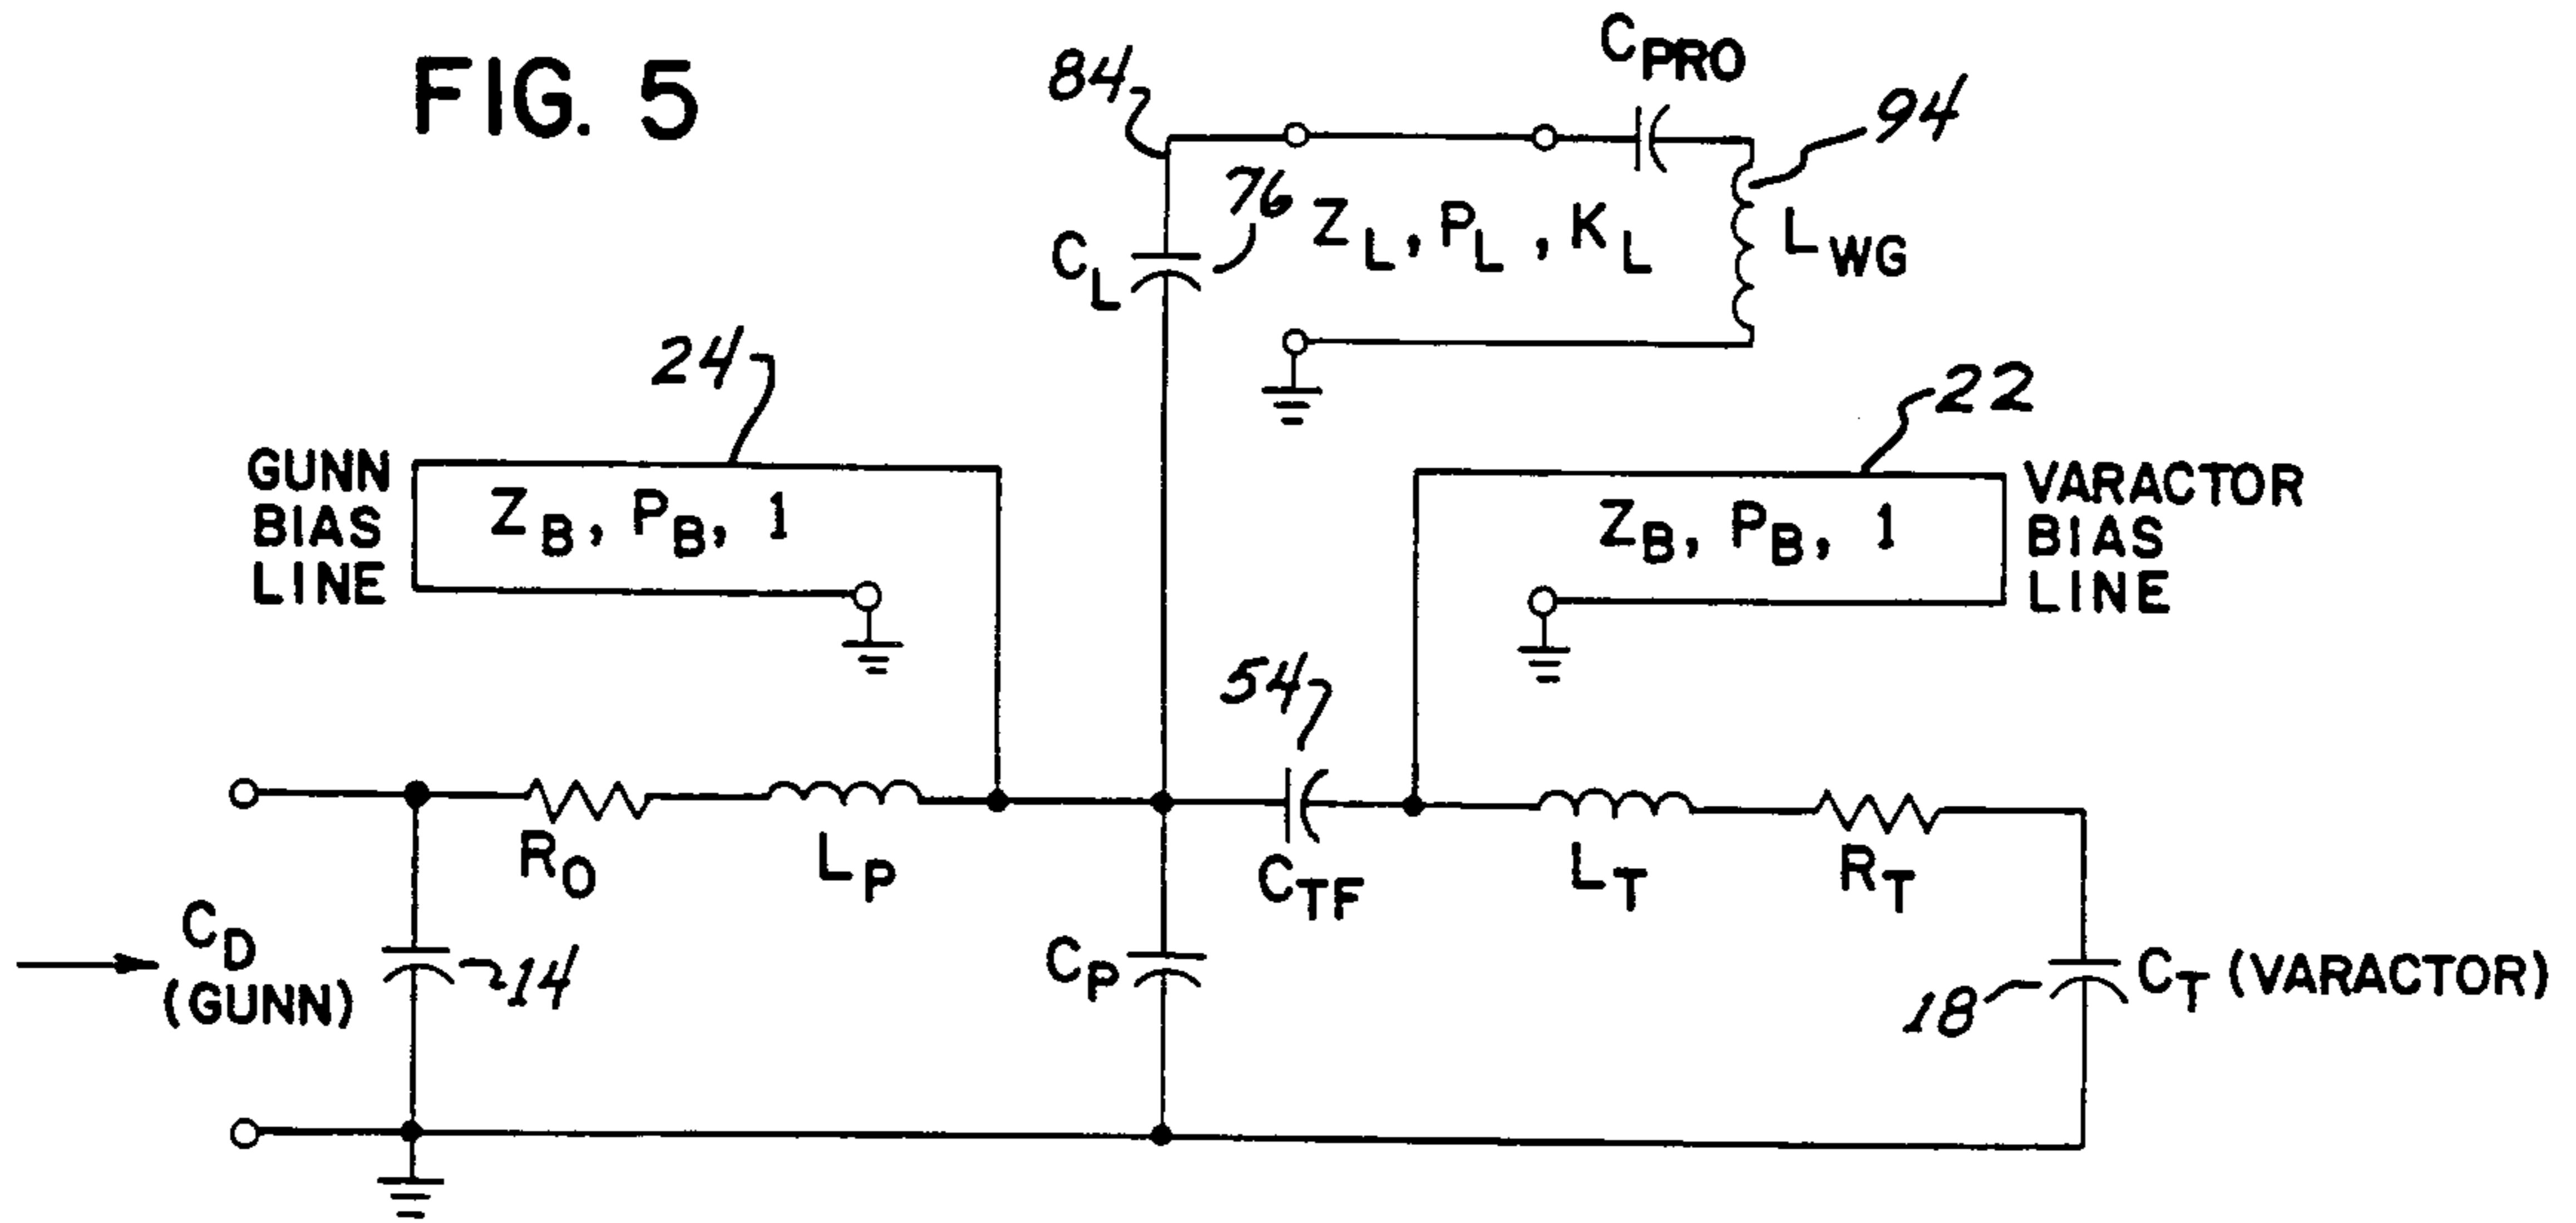 FIG. 5
C_PRO
84
94
76
Z_L, P_L, K_L
L_WG
C_L
24
22
GUNN BIAS LINE
Z_B, P_B, 1
Z_B, P_B, 1
VARACTOR BIAS LINE
54
R_O
L_P
C_TF
L_T
R_T
C_D (GUNN)
14
C_P
18
C_T (VARACTOR)